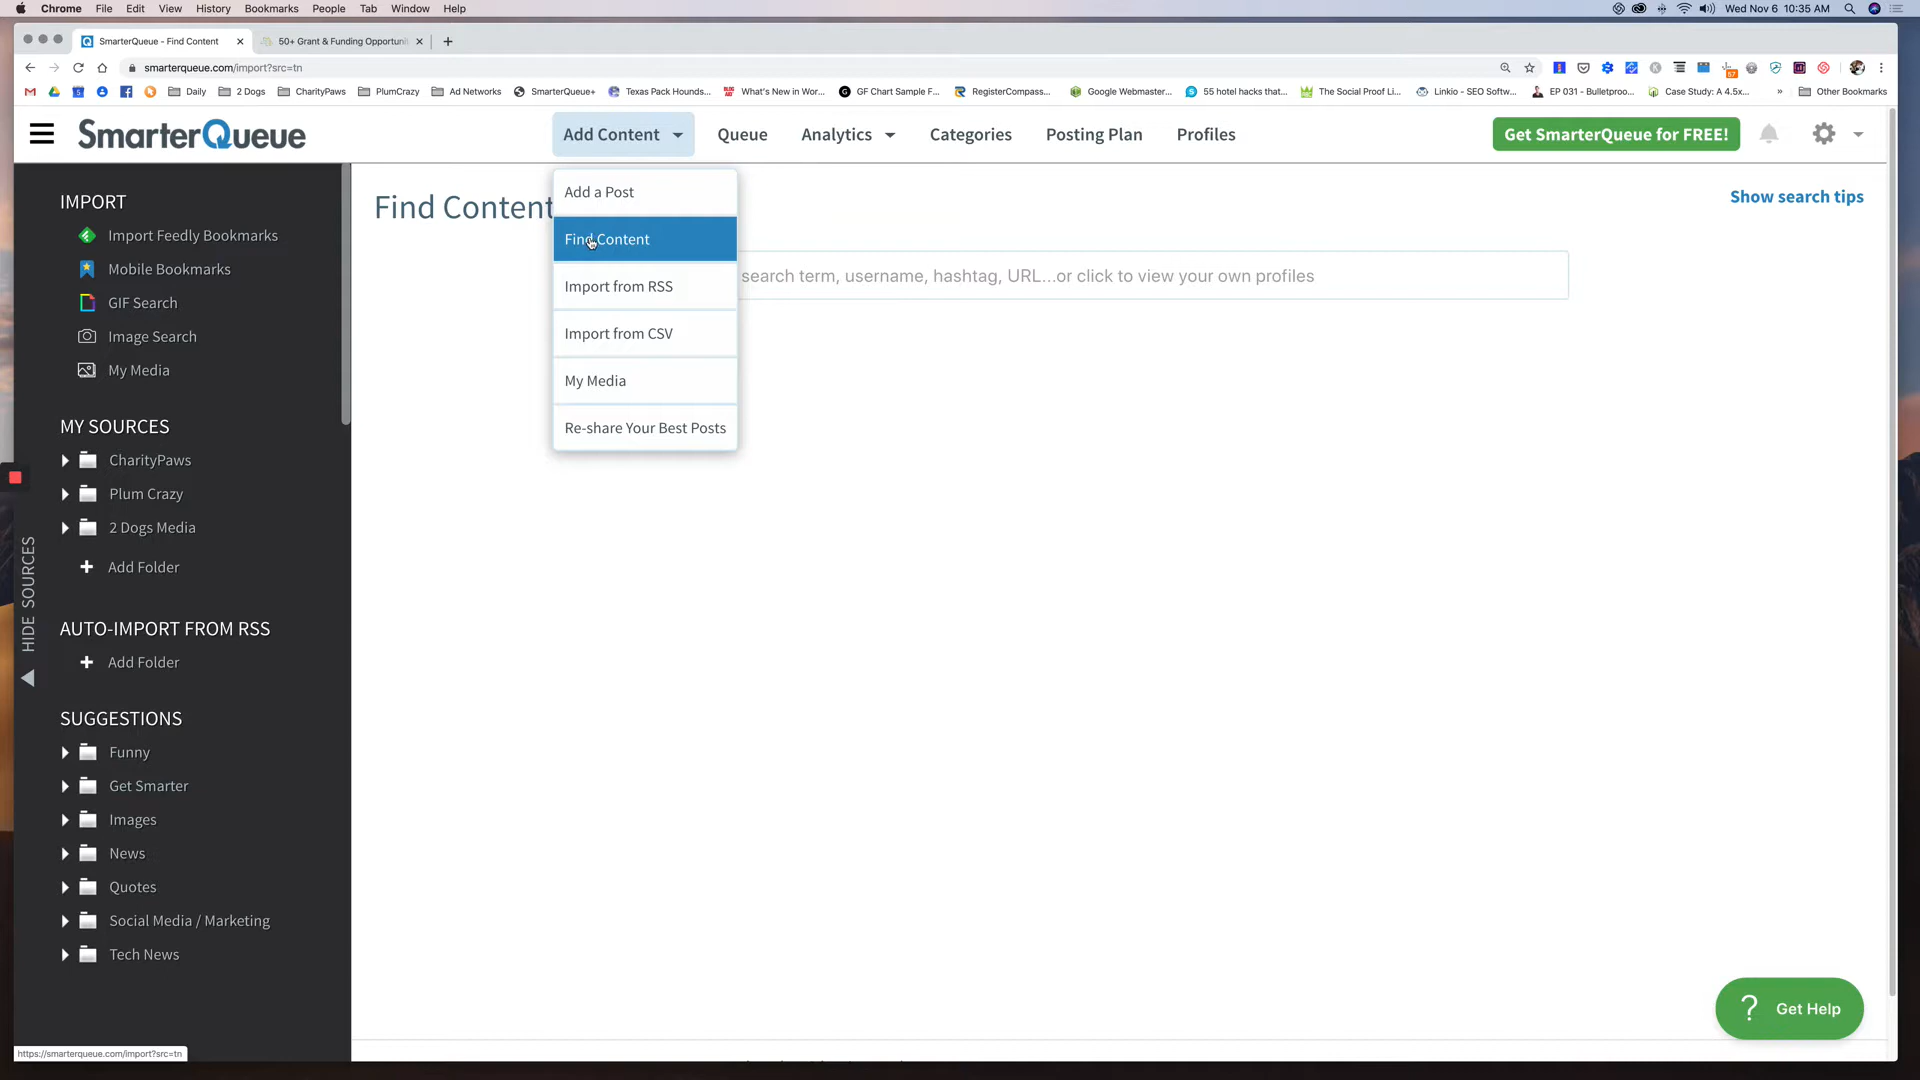 Chrome File Edit View History Bookmarks People Tab Window Help Wed Nov 6 10:35 AM
SmarterQueue - Find Content 50+ Grant & Funding Opportuni
smarterqueue.com/import?src=tn
Daily 2 Dogs CharityPaws PlumCrazy Ad Networks SmarterQueue+ Texas Pack Hounds... What's New in Wor... GF Chart Sample F... RegisterCompass... Google Webmaster... 55 hotel hacks that... The Social Proof Li... Linkio - SEO Softw... EP 031 - Bulletproo... Case Study: A 4.5x... » Other Bookmarks
SmarterQueue Add Content Queue Analytics Categories Posting Plan Profiles Get SmarterQueue for FREE!
Add a Post
Find Content
Import from RSS
Import from CSV
My Media
Re-share Your Best Posts
Find Content
Show search tips
search term, username, hashtag, URL...or click to view your own profiles
IMPORT
Import Feedly Bookmarks
Mobile Bookmarks
GIF Search
Image Search
My Media
MY SOURCES
CharityPaws
Plum Crazy
2 Dogs Media
Add Folder
HIDE SOURCES
AUTO-IMPORT FROM RSS
Add Folder
SUGGESTIONS
Funny
Get Smarter
Images
News
Quotes
Social Media / Marketing
Tech News
? Get Help
https://smarterqueue.com/import?src=tn